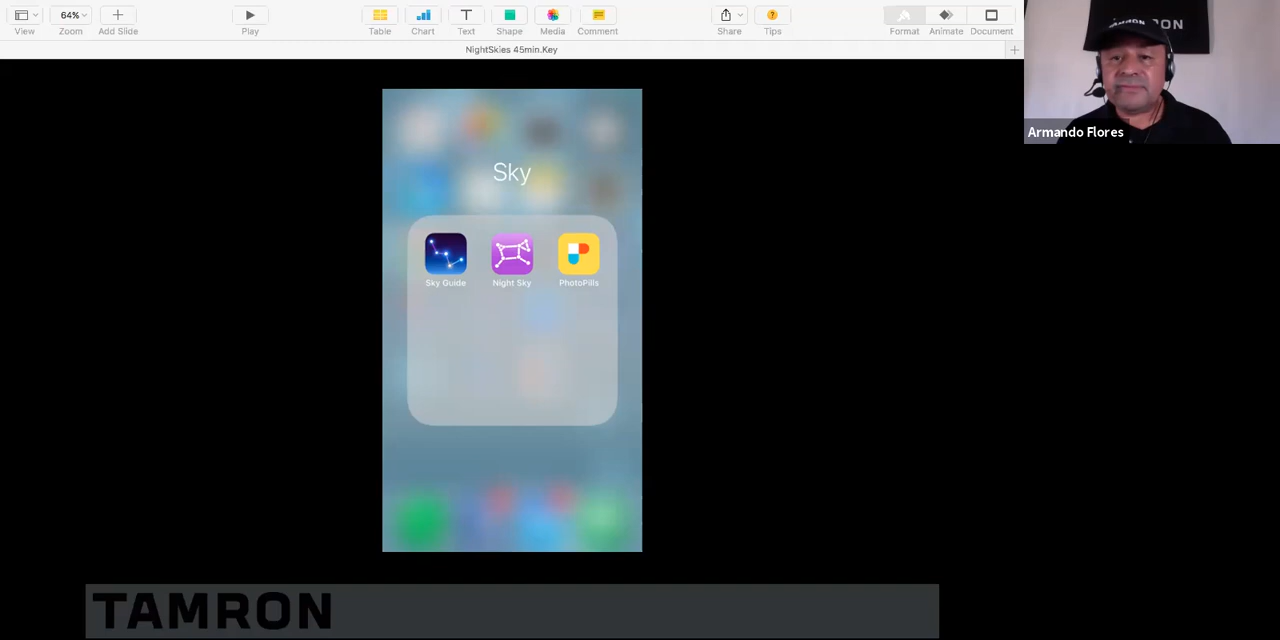 View
64%
Zoom
Add Slide
Play
Table
Chart
Text
Shape
Media
Comment
Share
Tips
Format
Animate
Document
NightSkies 45min.Key
Armando Flores
Sky
Sky Guide
Night Sky
PhotoPills
TAMRON